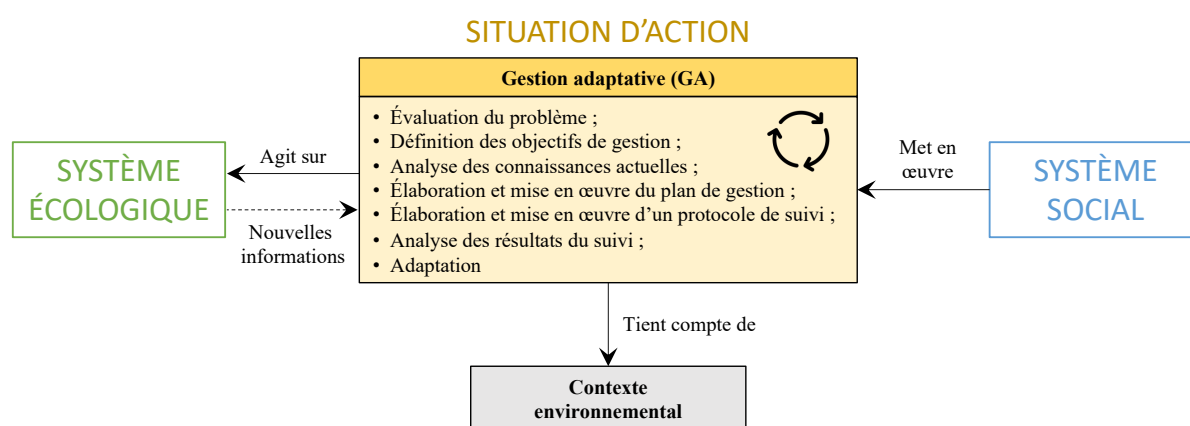 SITUATION D'ACTION
Gestion adaptative (GA)
• Évaluation du problème ;
• Définition des objectifs de gestion ;
• Analyse des connaissances actuelles ;
• Élaboration et mise en œuvre du plan de gestion ;
• Élaboration et mise en œuvre d'un protocole de suivi ;
• Analyse des résultats du suivi ;
• Adaptation
SYSTÈME
ÉCOLOGIQUE
Agit sur
Nouvelles
informations
Met en
œuvre
SYSTÈME
SOCIAL
Tient compte de
Contexte
environnemental